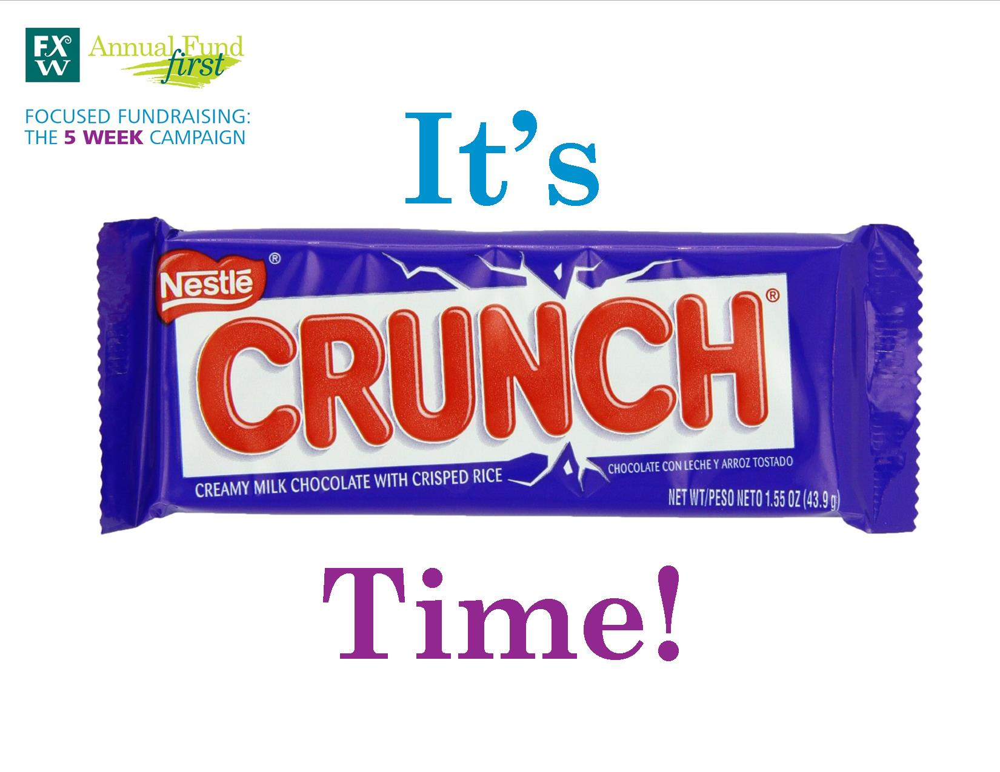 FXW
Annual Fund
first
FOCUSED FUNDRAISING:
THE 5 WEEK CAMPAIGN
It's
Nestlé ®
CRUNCH ®
CREAMY MILK CHOCOLATE WITH CRISPED RICE
CHOCOLATE CON LECHE Y ARROZ TOSTADO
NET WT/PESO NETO 1.55 OZ (43.9 g)
Time!